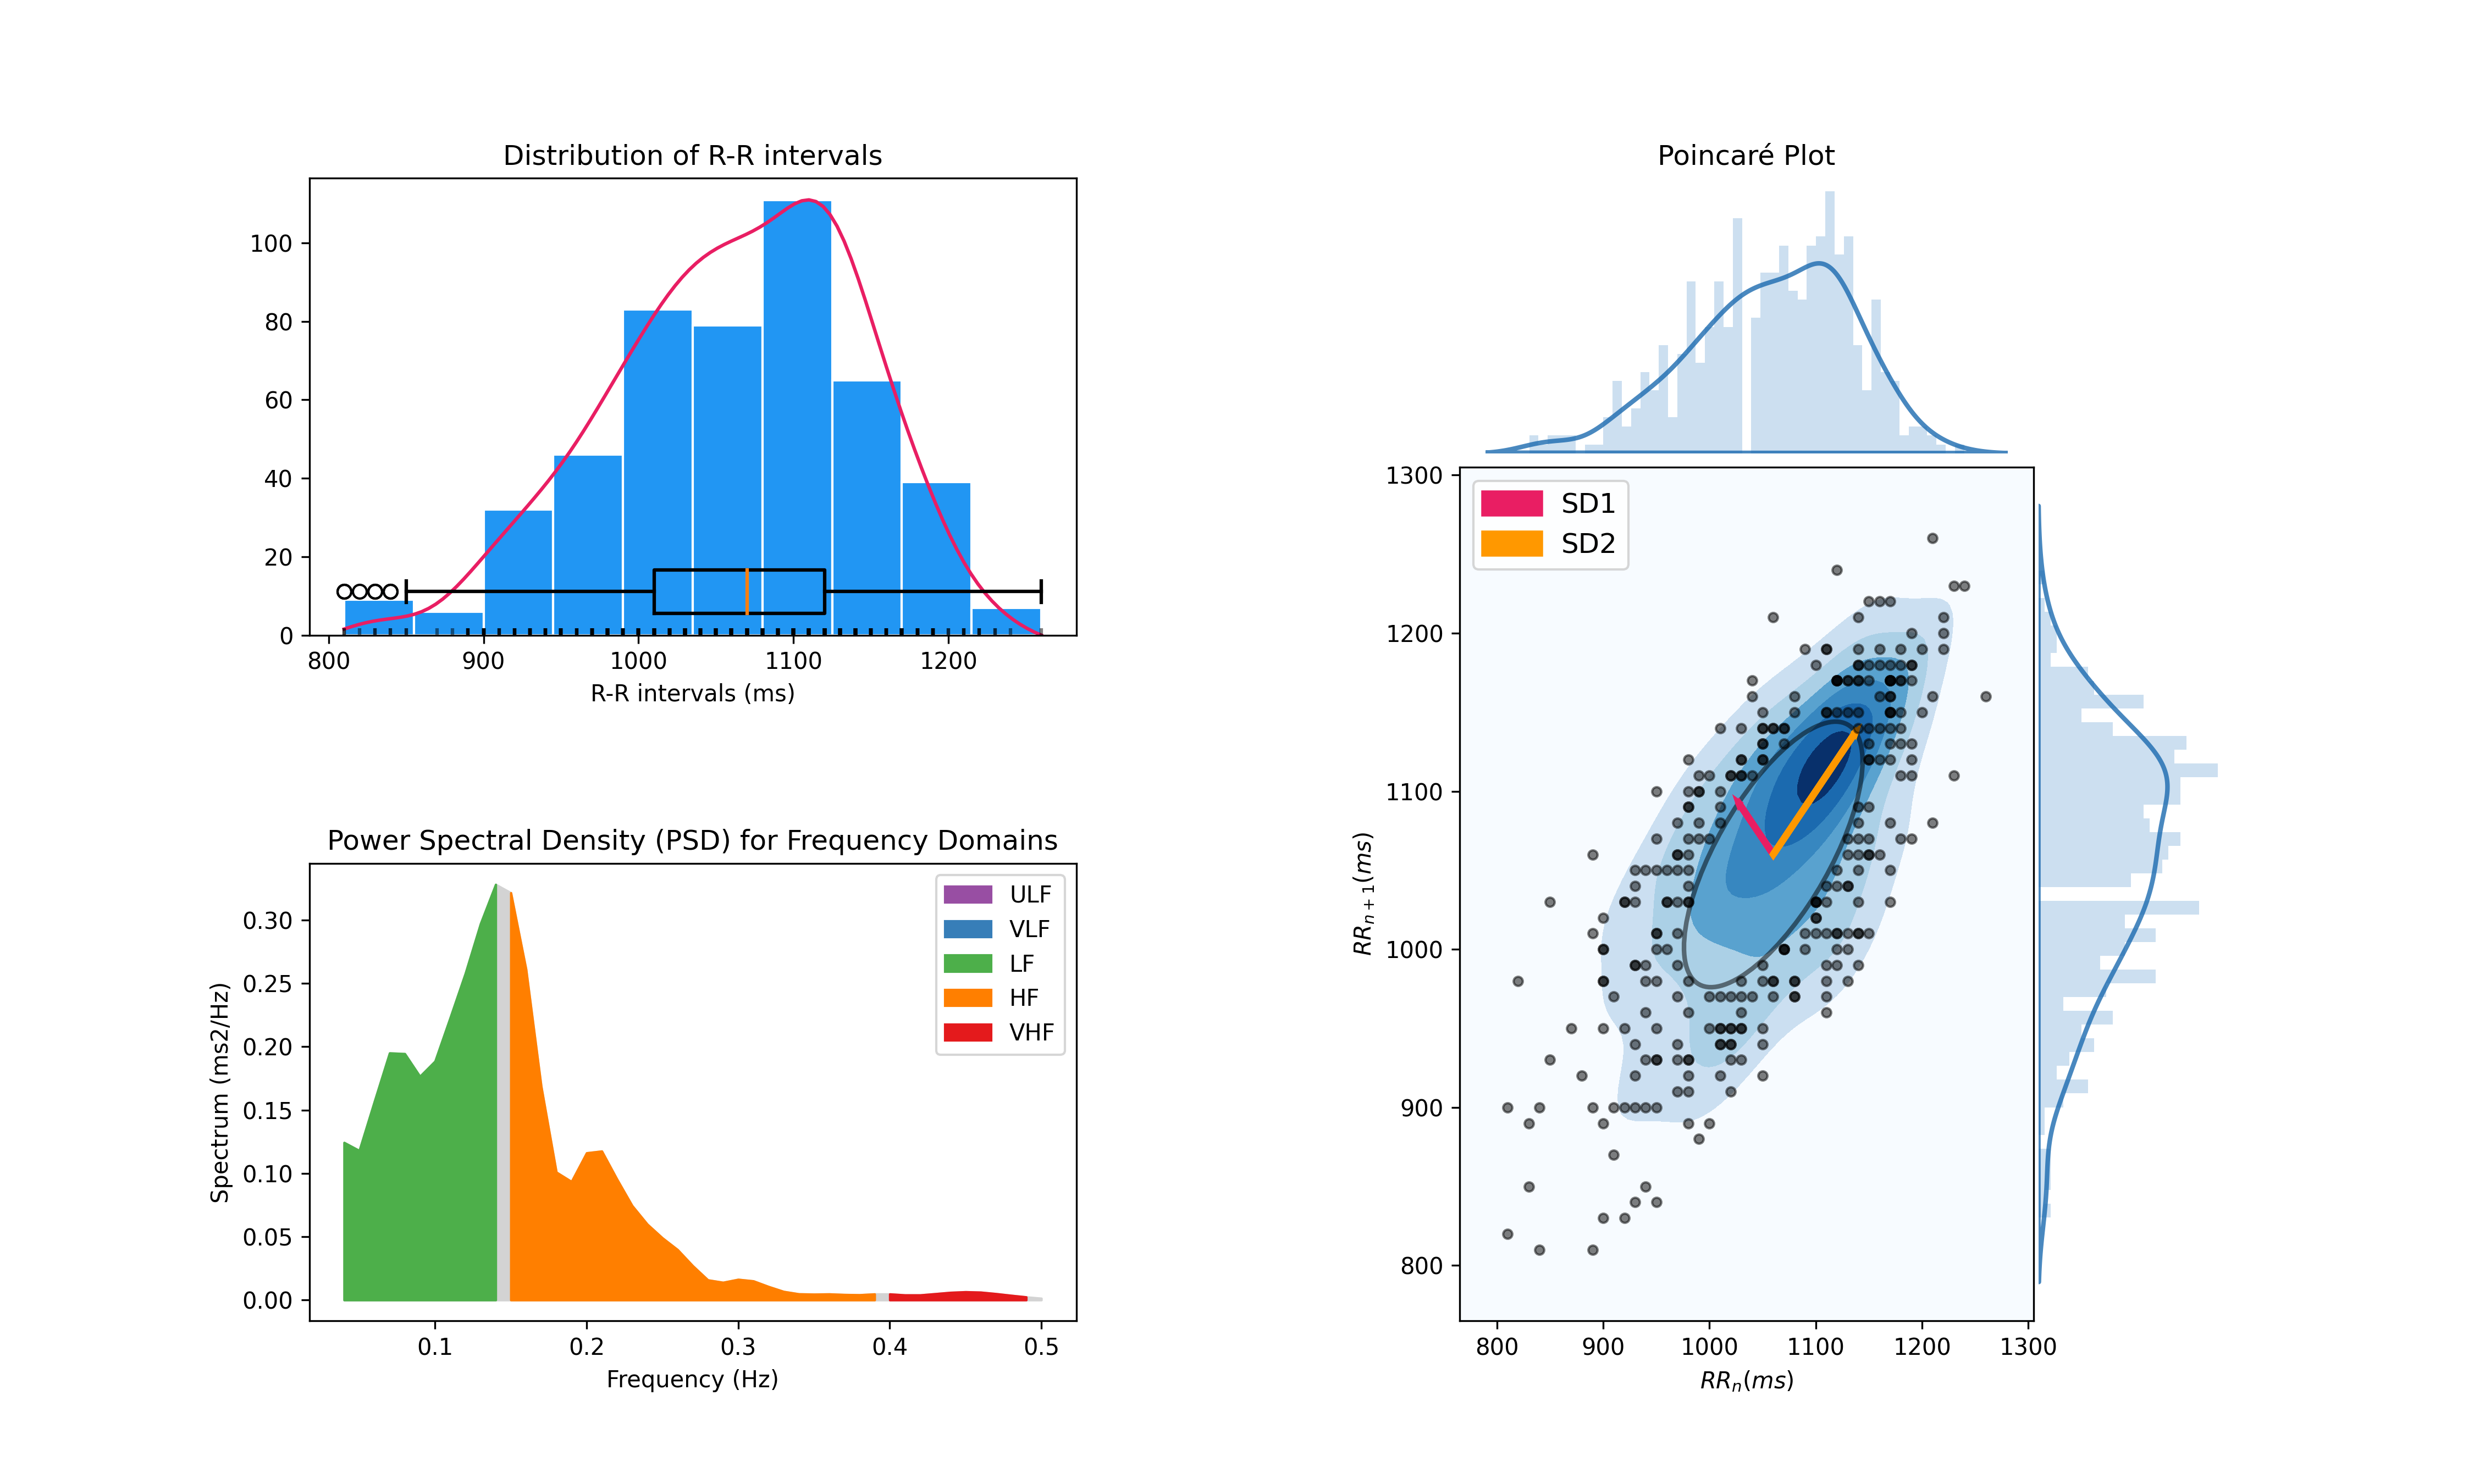 Distribution of R-R intervals
100
80
60
40
20
0
800 900 1000 1100 1200
R-R intervals (ms)
Power Spectral Density (PSD) for Frequency Domains
Spectrum (ms2/Hz)
0.30
0.25
0.20
0.15
0.10
0.05
0.00
ULF
VLF
LF
HF
VHF
0.1 0.2 0.3 0.4 0.5
Frequency (Hz)
Poincaré Plot
SD1
SD2
RRn+1(ms)
1300
1200
1100
1000
900
800
800 900 1000 1100 1200 1300
RRn(ms)